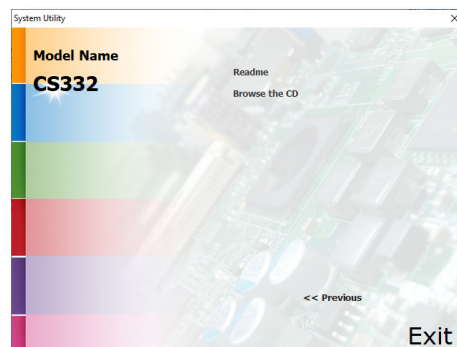 System Utility
Model Name
CS332
Readme
Browse the CD
<< Previous
Exit